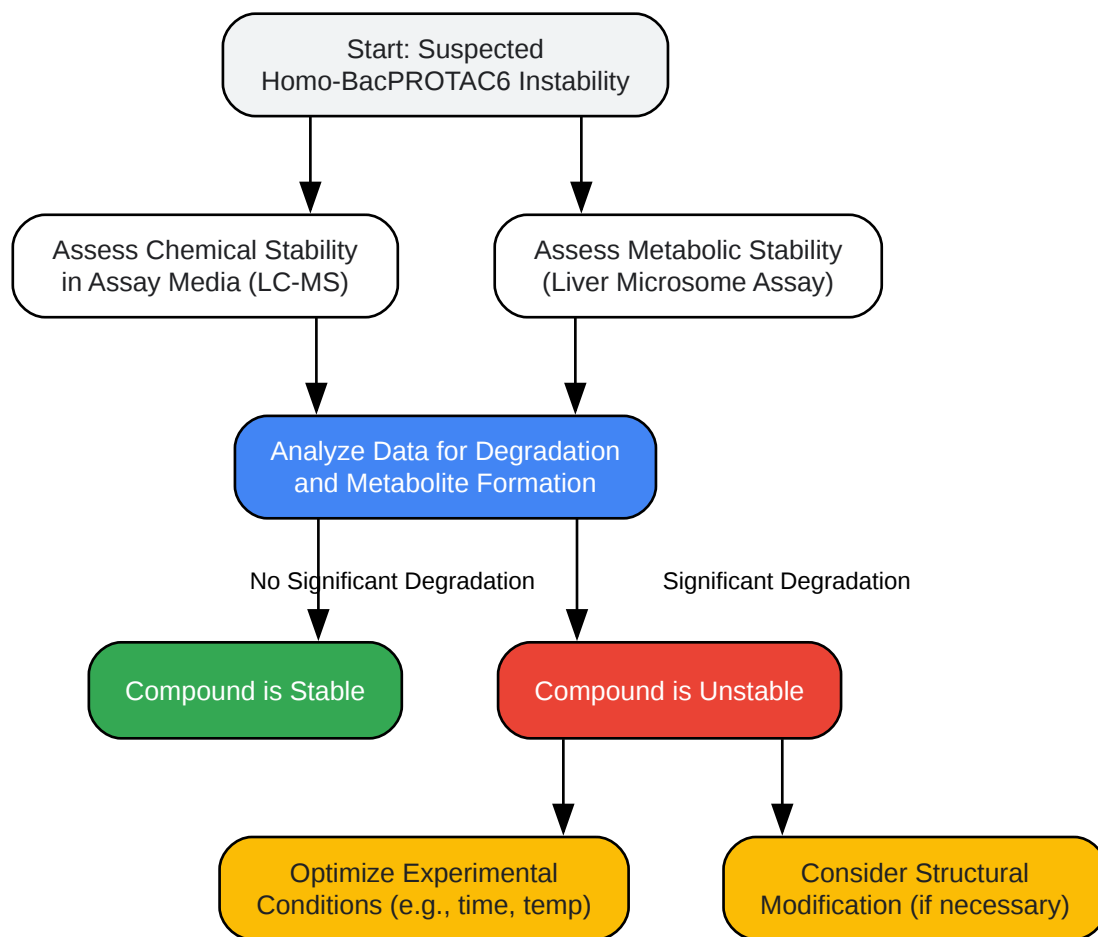 Start: Suspected
Homo-BacPROTAC6 Instability
Assess Chemical Stability
in Assay Media (LC-MS)
Assess Metabolic Stability
(Liver Microsome Assay)
Analyze Data for Degradation
and Metabolite Formation
No Significant Degradation
Significant Degradation
Compound is Stable
Compound is Unstable
Optimize Experimental
Conditions (e.g., time, temp)
Consider Structural
Modification (if necessary)